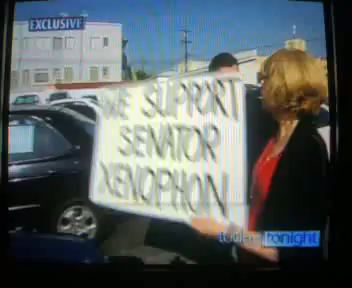 EXCLUSIVE
WE SUPPORT
SENATOR
XENOPHON
today tonight